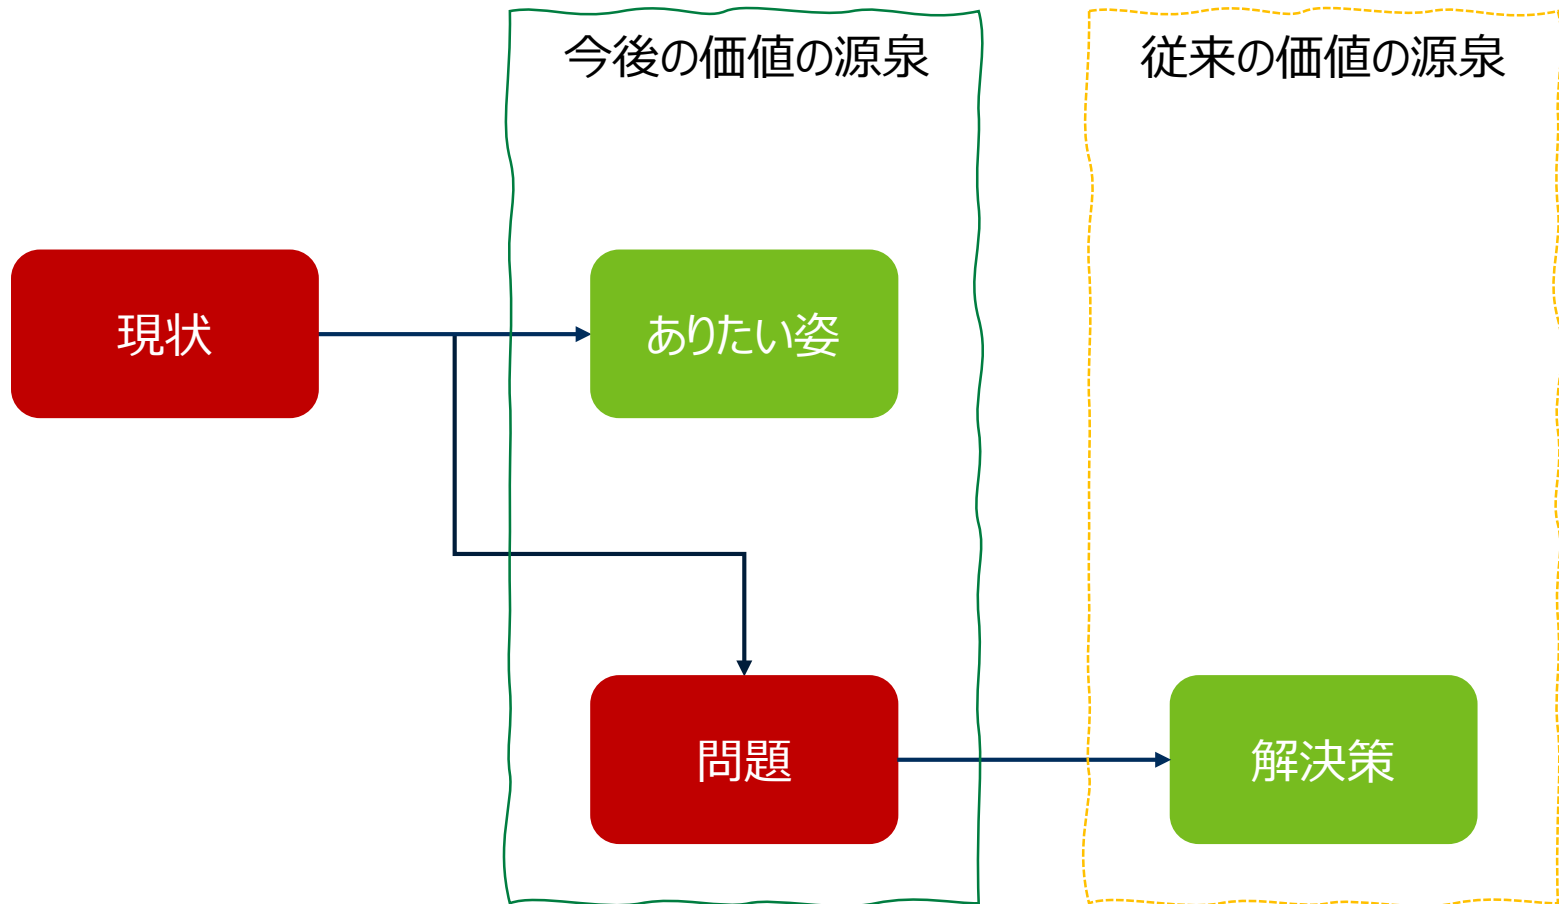 今後の価値の源泉
従来の価値の源泉
現状
ありたい姿
問題
解決策